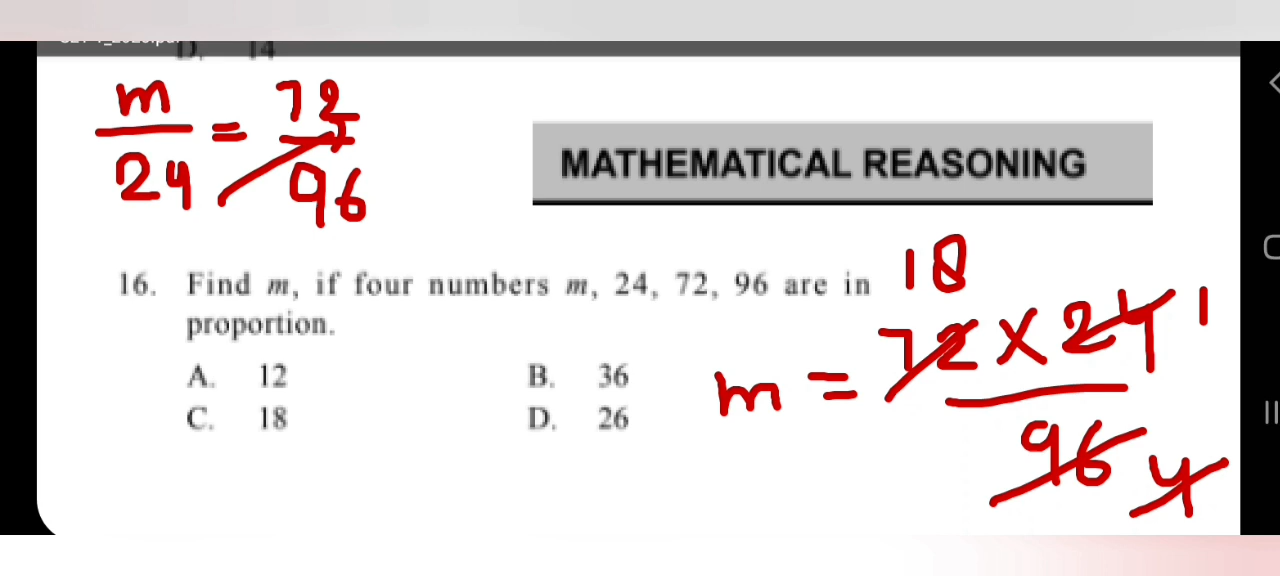 D. 14
m/24 = 72/96
MATHEMATICAL REASONING
16. Find m, if four numbers m, 24, 72, 96 are in
proportion.
A. 12 B. 36
C. 18 D. 26
18
m = 72 × 24 1
96 4